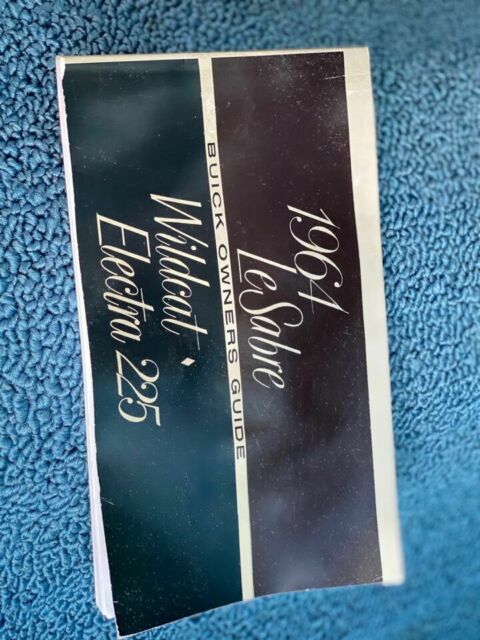 1964
LeSabre
BUICK OWNERS GUIDE
Wildcat ♦
Electra 225